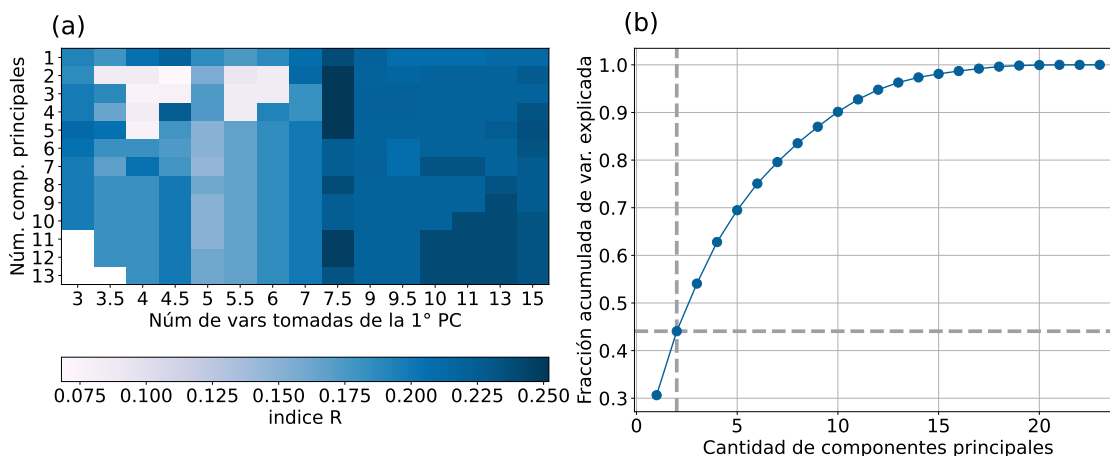 (a)
Núm. comp. principales
1
2
3
4
5
6
7
8
9
10
11
12
13
3 3.5 4 4.5 5 5.5 6 7 7.5 9 9.5 10 11 13 15
Núm de vars tomadas de la 1° PC
0.075 0.100 0.125 0.150 0.175 0.200 0.225 0.250
indice R
(b)
Fracción acumulada de var. explicada
1.0
0.9
0.8
0.7
0.6
0.5
0.4
0.3
0 5 10 15 20
Cantidad de componentes principales